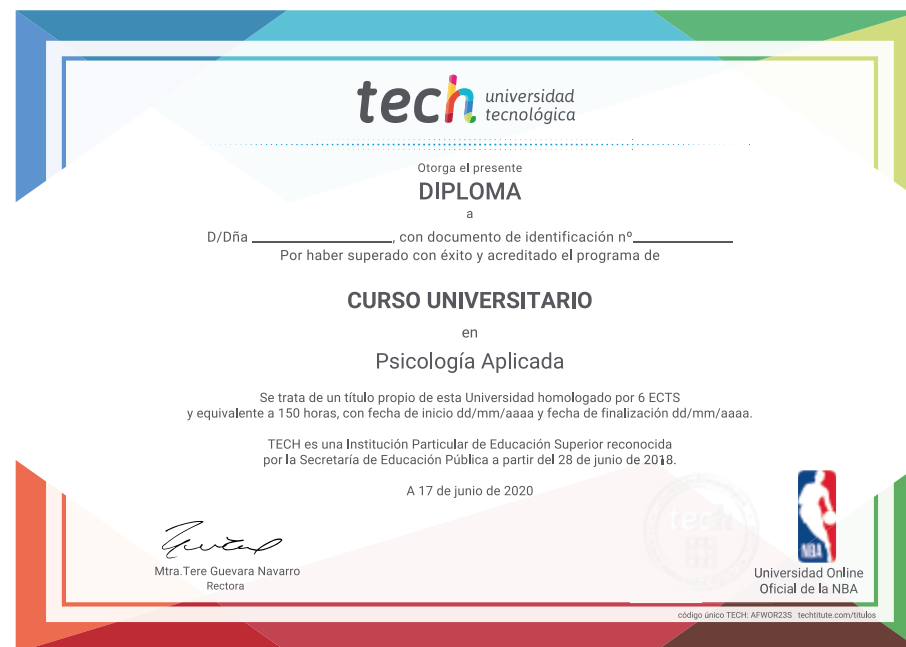 tech universidad
tecnológica
Otorga el presente
DIPLOMA
a
D/Dña ____________________, con documento de identificación nº______________
Por haber superado con éxito y acreditado el programa de
CURSO UNIVERSITARIO
en
Psicología Aplicada
Se trata de un título propio de esta Universidad homologado por 6 ECTS
y equivalente a 150 horas, con fecha de inicio dd/mm/aaaa y fecha de finalización dd/mm/aaaa.
TECH es una Institución Particular de Educación Superior reconocida
por la Secretaría de Educación Pública a partir del 28 de junio de 2018.
A 17 de junio de 2020
tech
NBA
Mtra.Tere Guevara Navarro
Rectora
Universidad Online
Oficial de la NBA
código único TECH: AFWOR23S techtitute.com/titulos